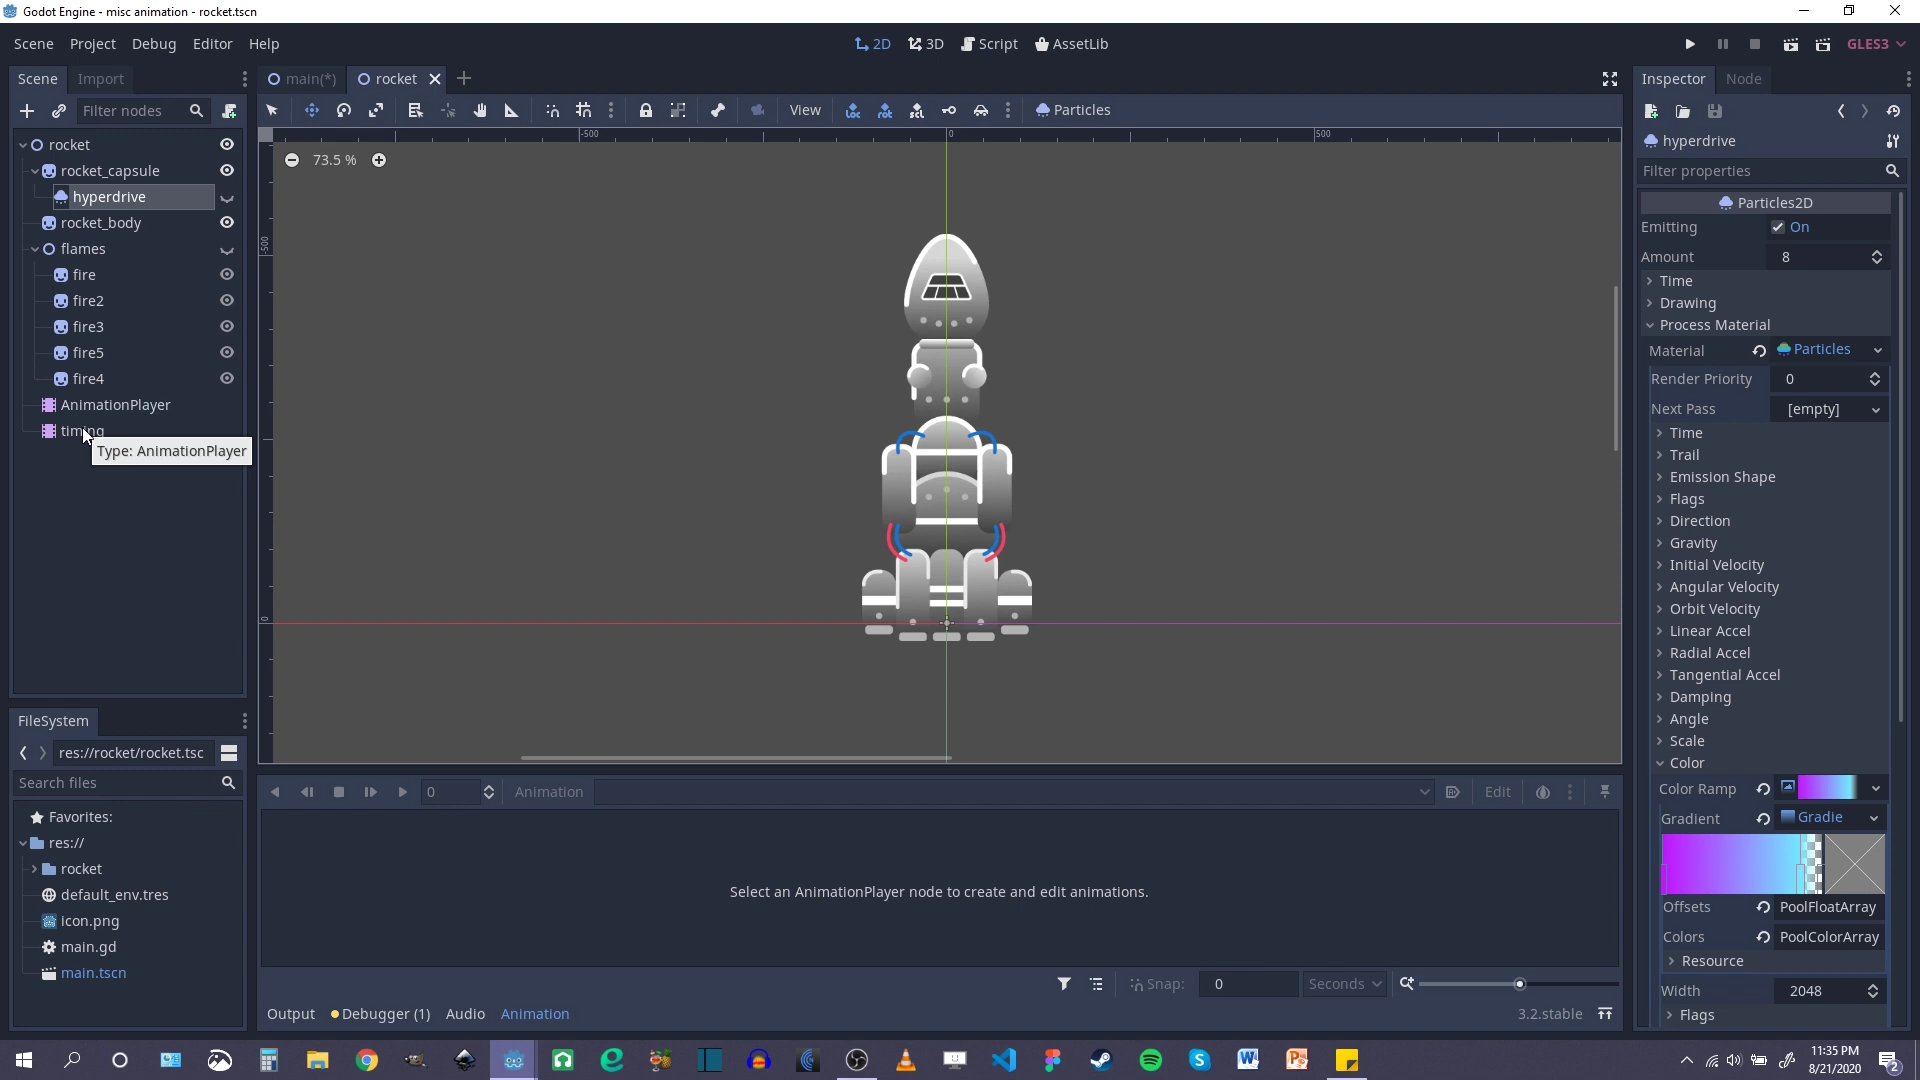 Godot Engine - misc animation - rocket.tscn
Scene Project Debug Editor Help
2D 3D Script AssetLib
GLES3
Scene Import
main(*) rocket
Inspector Node
Filter nodes
View
Particles
hyperdrive
Filter properties
rocket
rocket_capsule
hyperdrive
rocket_body
flames
fire
fire2
fire3
fire5
fire4
AnimationPlayer
timing
Type: AnimationPlayer
-500 0 500
-500
0
73.5 %
Particles2D
Emitting On
Amount 8
Time
Drawing
Process Material
Material Particles
Render Priority 0
Next Pass [empty]
Time
Trail
Emission Shape
Flags
Direction
Gravity
Initial Velocity
Angular Velocity
Orbit Velocity
Linear Accel
Radial Accel
Tangential Accel
Damping
Angle
Scale
Color
Color Ramp
Gradient Gradie
Offsets PoolFloatArray
Colors PoolColorArray
Resource
Width 2048
Flags
FileSystem
res://rocket/rocket.tsc
Search files
Favorites:
res://
rocket
default_env.tres
icon.png
main.gd
main.tscn
0 Animation Edit
Select an AnimationPlayer node to create and edit animations.
Snap: 0 Seconds
Output Debugger (1) Audio Animation
3.2.stable
11:35 PM
8/21/2020
2